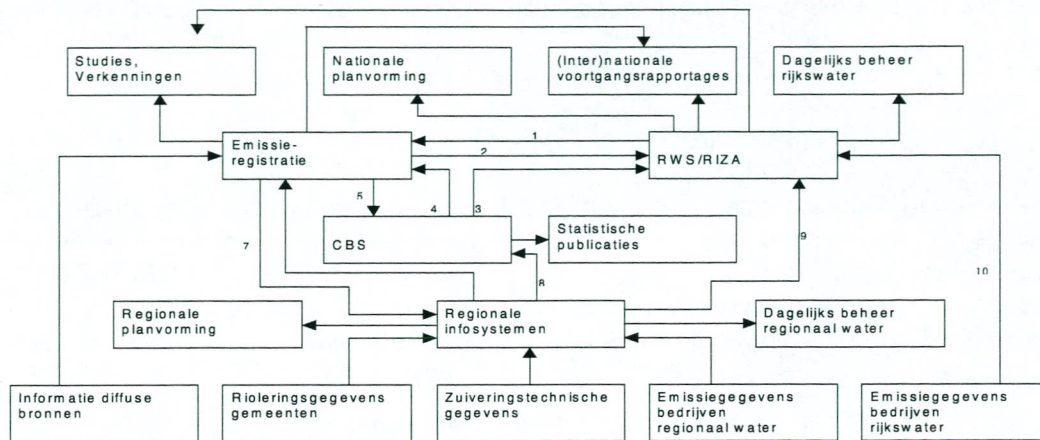 Studies,
Verkenningen
Nationale
planvorming
(Inter)nationale
voortgangsrapportages
Dagelijks beheer
rijkswater
Emissie-
registratie
1
2
RWS/RIZA
5
4
3
7
CBS
Statistische
publicaties
9
8
10
Regionale
planvorming
Regionale
infosystemen
Dagelijks beheer
regionaal water
Informatie diffuse
bronnen
Rioleringsgegevens
gemeenten
Zuiveringstechnische
gegevens
Emissiegegevens
bedrijven
regionaal water
Emissiegegevens
bedrijven
rijkswater